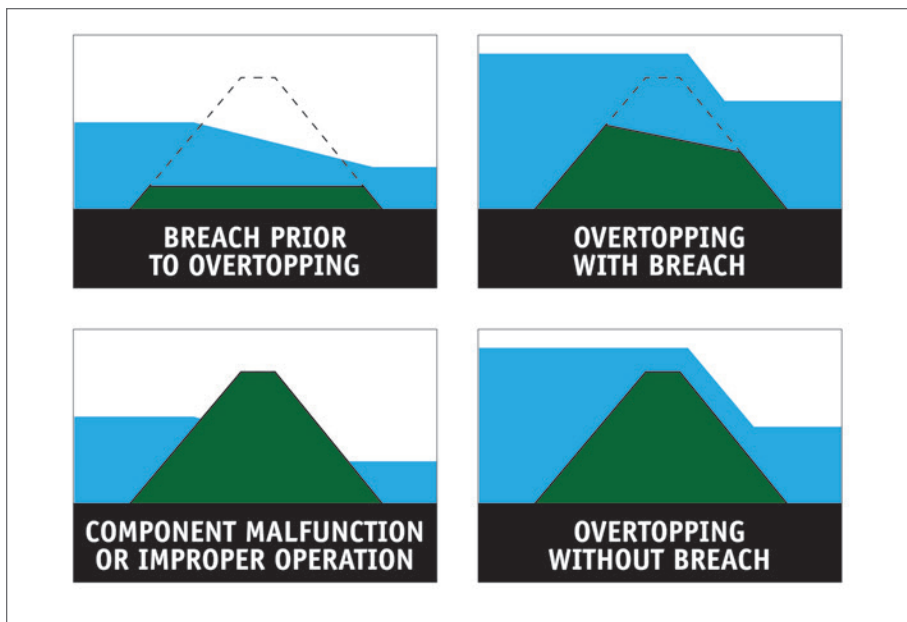 BREACH PRIOR
TO OVERTOPPING
OVERTOPPING
WITH BREACH
COMPONENT MALFUNCTION
OR IMPROPER OPERATION
OVERTOPPING
WITHOUT BREACH